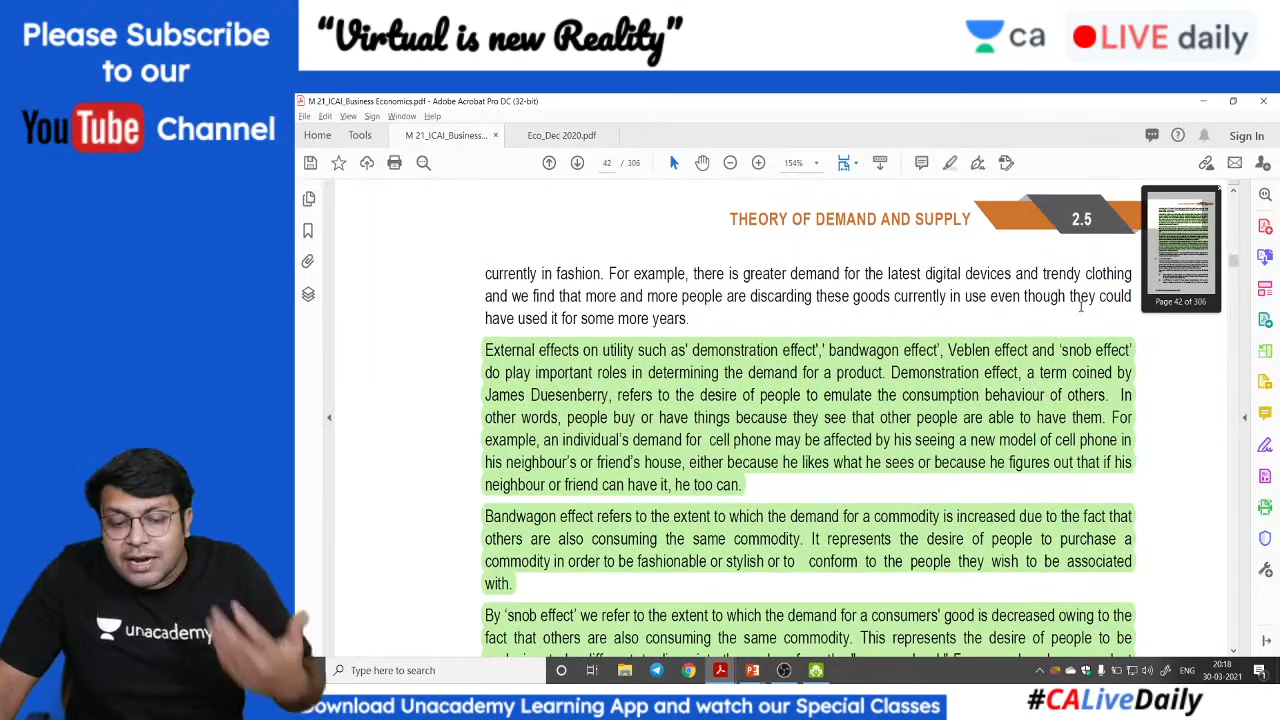 Please Subscribe
to our
YouTube Channel
“Virtual is new Reality”
ca
LIVE daily
M 21_ICAI_Business Economics.pdf - Adobe Acrobat Pro DC (32-bit)
File Edit View Sign Window Help
Home Tools M 21_ICAI_Business... × Eco_Dec 2020.pdf Sign In
42 / 306 154%
THEORY OF DEMAND AND SUPPLY 2.5
Page 42 of 306
currently in fashion. For example, there is greater demand for the latest digital devices and trendy clothing
and we find that more and more people are discarding these goods currently in use even though they could
have used it for some more years.
External effects on utility such as' demonstration effect',' bandwagon effect', Veblen effect and ‘snob effect’
do play important roles in determining the demand for a product. Demonstration effect, a term coined by
James Duesenberry, refers to the desire of people to emulate the consumption behaviour of others. In
other words, people buy or have things because they see that other people are able to have them. For
example, an individual’s demand for cell phone may be affected by his seeing a new model of cell phone in
his neighbour’s or friend’s house, either because he likes what he sees or because he figures out that if his
neighbour or friend can have it, he too can.
Bandwagon effect refers to the extent to which the demand for a commodity is increased due to the fact that
others are also consuming the same commodity. It represents the desire of people to purchase a
commodity in order to be fashionable or stylish or to conform to the people they wish to be associated
with.
By ‘snob effect’ we refer to the extent to which the demand for a consumers' good is decreased owing to the
fact that others are also consuming the same commodity. This represents the desire of people to be
unacademy
Type here to search
ENG
20:18
30-03-2021
Download Unacademy Learning App and watch our Special Classes
#CALiveDaily